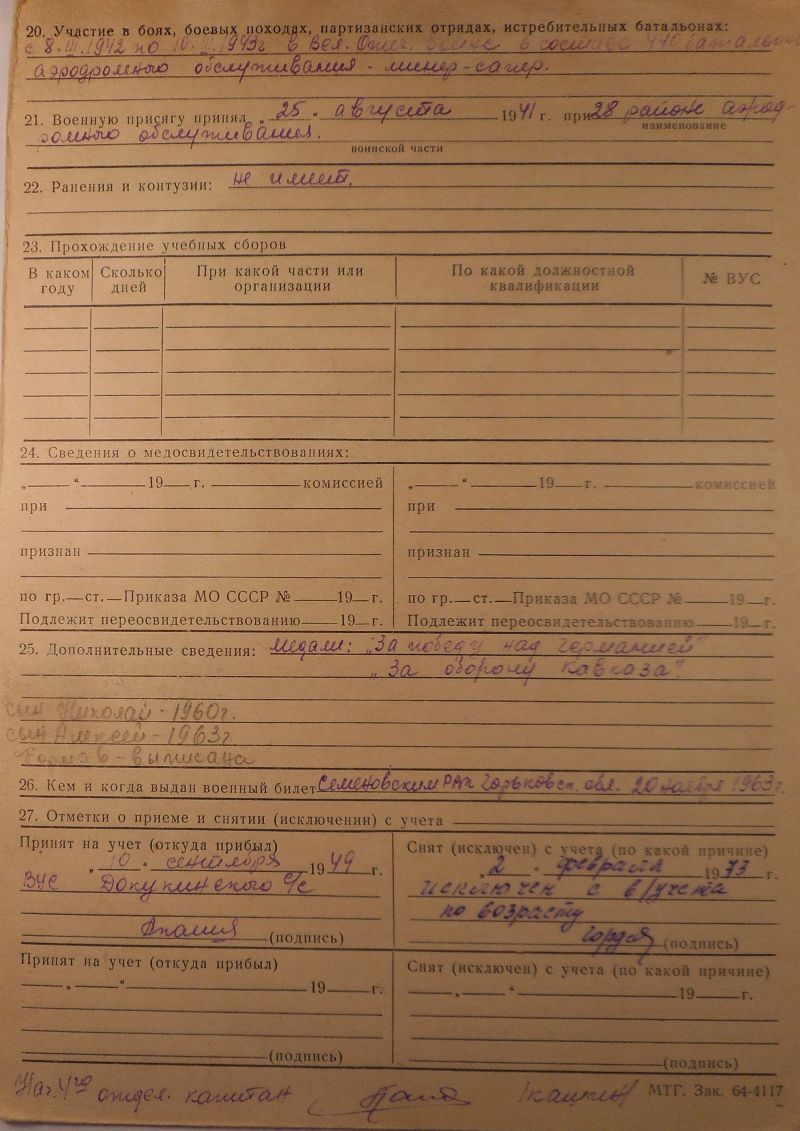 20. Участие в боях, боевых походах, партизанских отрядах, истребительных батальонах:
с 8.III.1942 по III.1943г в Вел. Отеч. войне в составе батальона
аэродромного обслуживания - минер-сапер.
21. Военную присягу принял „ 25 “ августа 1941 г. при 28 районе аэрод-
наименование
ромного обслуживания.
воинской части
22. Ранения и контузии: не имеет.
23. Прохождение учебных сборов
В каком году Сколько дней При какой части или организации По какой должностной квалификации № ВУС
24. Сведения о медосвидетельствованиях:
„ “ 19 г. комиссией „ “ 19 г. комиссией
при при
признан признан
по гр. ст. Приказа МО СССР № 19 г. по гр. ст. Приказа МО СССР № 19 г.
Подлежит переосвидетельствованию 19 г. Подлежит переосвидетельствованию 19 г.
25. Дополнительные сведения: Медали: „За победу над Германией“
„За оборону Кавказа“
сын Николай - 1960г.
сын Алексей - 1963г
- выписана
26. Кем и когда выдан военный билет Семеновским РВК Горьковск. обл. 20 ноября 1963г.
27. Отметки о приеме и снятии (исключении) с учета
Принят на учет (откуда прибыл)
„ 10 “ сентября 1949 г.
ВУС Докукинского с/с
(подпись)
Снят (исключен) с учета (по какой причине)
„ 2 “ февраля 1973 г.
исключен с в/учета
по возрасту
(подпись)
Принят на учет (откуда прибыл) Снят (исключен) с учета (по какой причине)
„ “ 19 г. „ “ 19 г.
(подпись) (подпись)
Нач. 4го отдел. капитан
МТГ. Зак. 64-4117